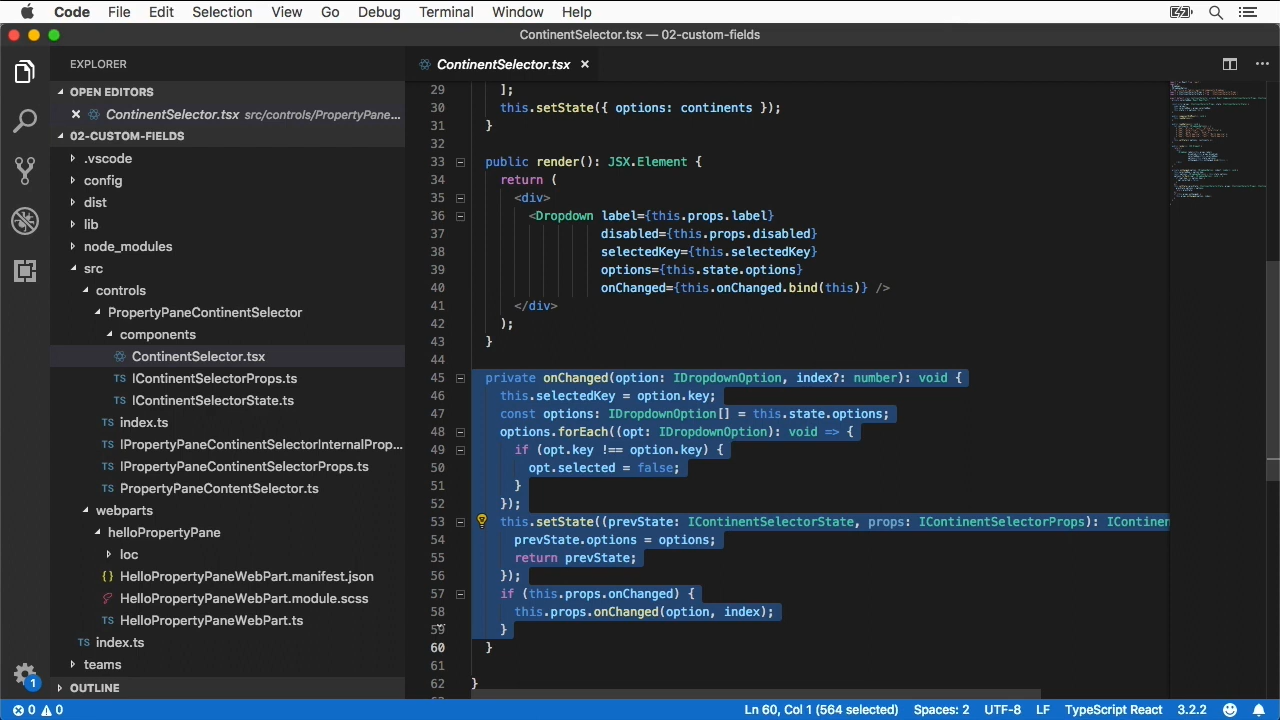 Code File Edit Selection View Go Debug Terminal Window Help
ContinentSelector.tsx — 02-custom-fields
EXPLORER
OPEN EDITORS
ContinentSelector.tsx src/controls/PropertyPane...
02-CUSTOM-FIELDS
.vscode
config
dist
lib
node_modules
src
controls
PropertyPaneContinentSelector
components
ContinentSelector.tsx
TS IContinentSelectorProps.ts
TS IContinentSelectorState.ts
TS index.ts
TS IPropertyPaneContinentSelectorInternalProp...
TS IPropertyPaneContinentSelectorProps.ts
TS PropertyPaneContentSelector.ts
webparts
helloPropertyPane
loc
{} HelloPropertyPaneWebPart.manifest.json
HelloPropertyPaneWebPart.module.scss
TS HelloPropertyPaneWebPart.ts
TS index.ts
teams
OUTLINE
1
ContinentSelector.tsx
29 ];
30 this.setState({ options: continents });
31 }
32
33 public render(): JSX.Element {
34 return (
35 <div>
36 <Dropdown label={this.props.label}
37 disabled={this.props.disabled}
38 selectedKey={this.selectedKey}
39 options={this.state.options}
40 onChanged={this.onChanged.bind(this)} />
41 </div>
42 );
43 }
44
45 private onChanged(option: IDropdownOption, index?: number): void {
46 this.selectedKey = option.key;
47 const options: IDropdownOption[] = this.state.options;
48 options.forEach((opt: IDropdownOption): void => {
49 if (opt.key !== option.key) {
50 opt.selected = false;
51 }
52 });
53 this.setState((prevState: IContinentSelectorState, props: IContinentSelectorProps): IContinen
54 prevState.options = options;
55 return prevState;
56 });
57 if (this.props.onChanged) {
58 this.props.onChanged(option, index);
59 }
60 }
61
62 }
0 0 Ln 60, Col 1 (564 selected) Spaces: 2 UTF-8 LF TypeScript React 3.2.2